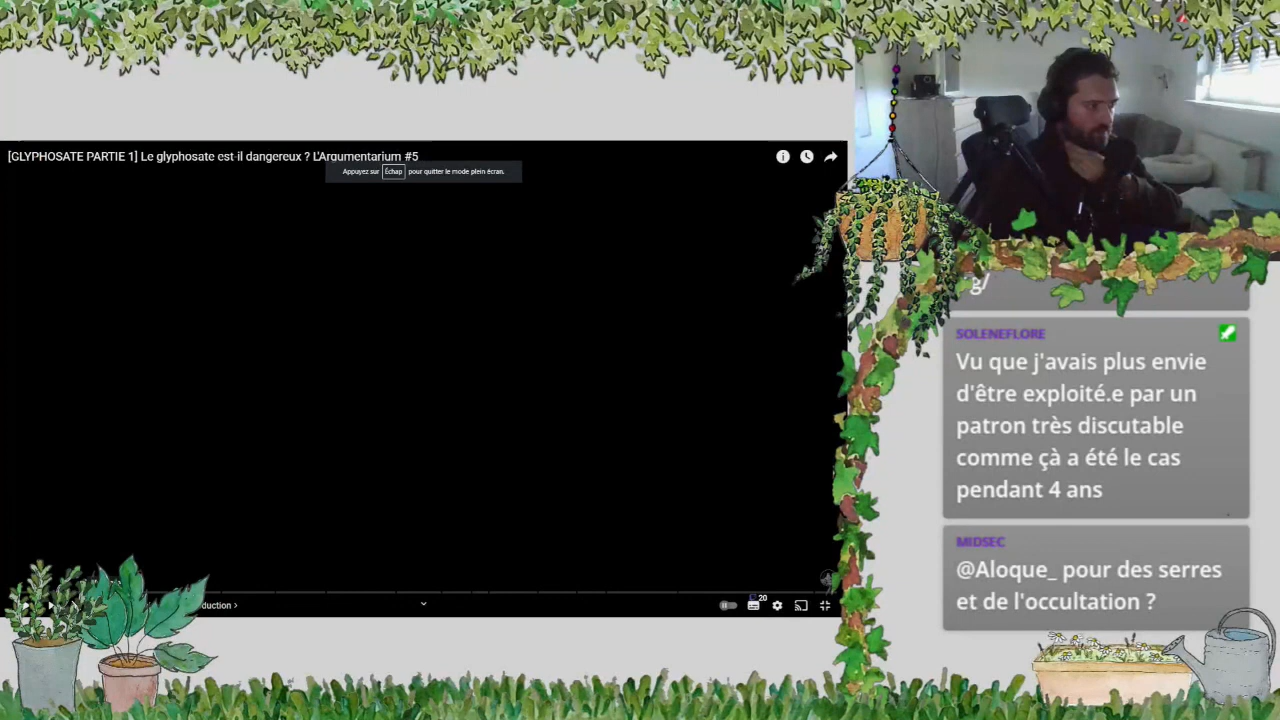 [GLYPHOSATE PARTIE 1] Le glyphosate est-il dangereux ? L'Argumentarium #5
Appuyez sur Échap pour quitter le mode plein écran.
g/
SOLENEFLORE
Vu que j'avais plus envie
d'être exploité.e par un
patron très discutable
comme çà a été le cas
pendant 4 ans
MIDSEC
@Aloque_ pour des serres
et de l'occultation ?
duction >
20